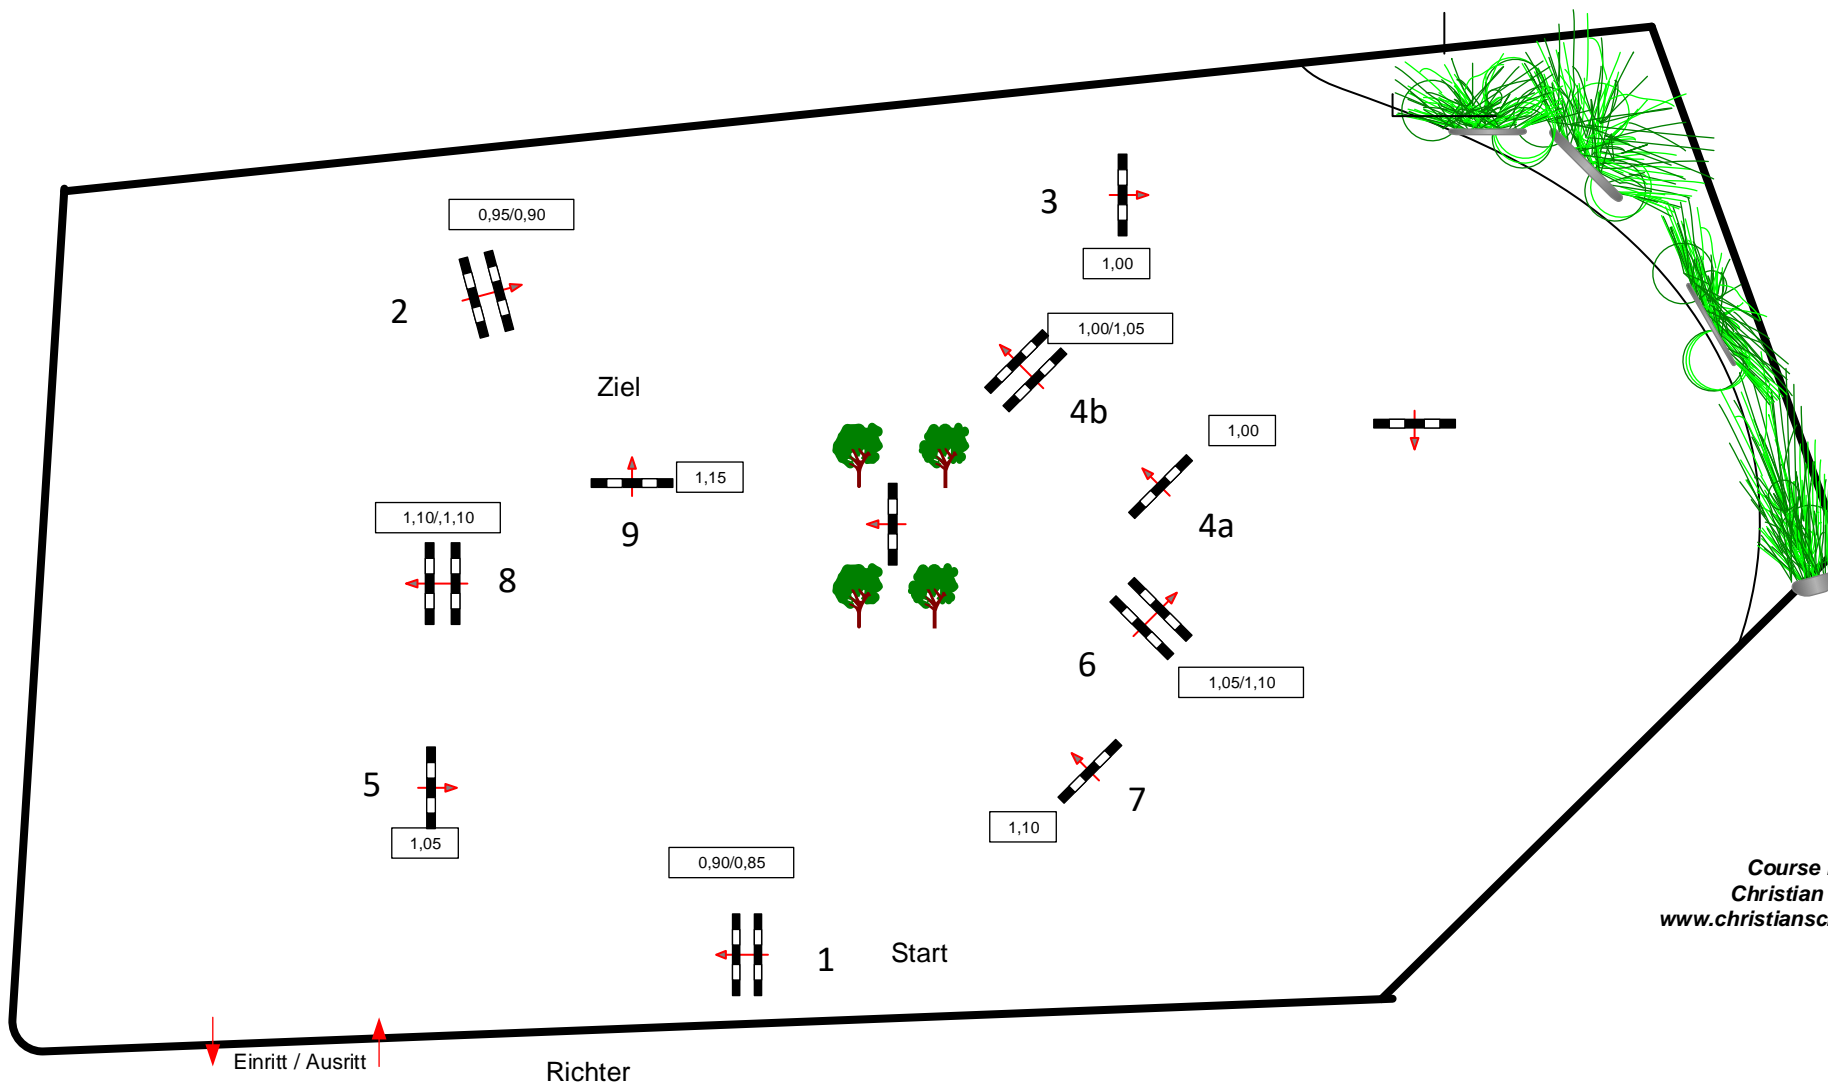 3
0,95/0,90
1,00
2
1,00/1,05
Ziel
4b
1,00
1,15
1,10/,1,10
4a
9
8
6
1,05/1,10
5
7
1,10
1,05
0,90/0,85
Course
Christian
www.christiansc
1
Start
Einritt / Ausritt
Richter